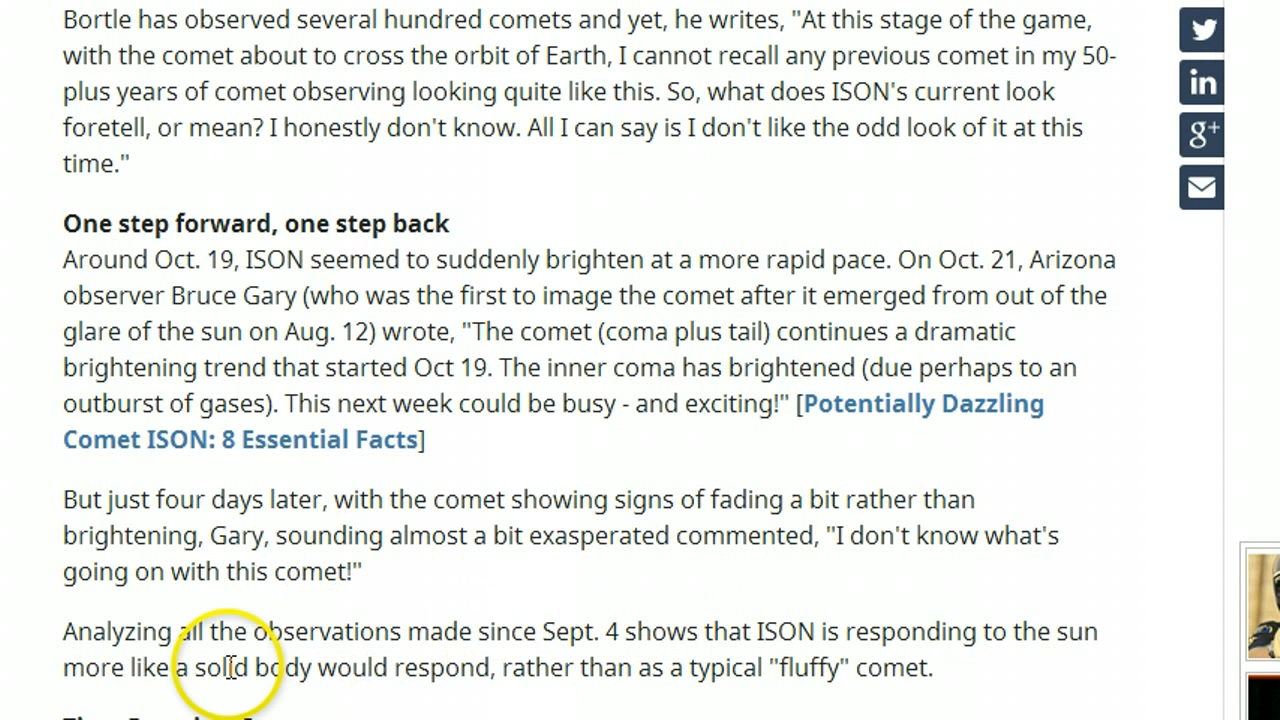 Bortle has observed several hundred comets and yet, he writes, "At this stage of the game,
with the comet about to cross the orbit of Earth, I cannot recall any previous comet in my 50-
plus years of comet observing looking quite like this. So, what does ISON's current look
foretell, or mean? I honestly don't know. All I can say is I don't like the odd look of it at this
time."
One step forward, one step back
Around Oct. 19, ISON seemed to suddenly brighten at a more rapid pace. On Oct. 21, Arizona
observer Bruce Gary (who was the first to image the comet after it emerged from out of the
glare of the sun on Aug. 12) wrote, "The comet (coma plus tail) continues a dramatic
brightening trend that started Oct 19. The inner coma has brightened (due perhaps to an
outburst of gases). This next week could be busy - and exciting!" [Potentially Dazzling
Comet ISON: 8 Essential Facts]
But just four days later, with the comet showing signs of fading a bit rather than
brightening, Gary, sounding almost a bit exasperated commented, "I don't know what's
going on with this comet!"
Analyzing all the observations made since Sept. 4 shows that ISON is responding to the sun
more like a solid body would respond, rather than as a typical "fluffy" comet.
in
g+